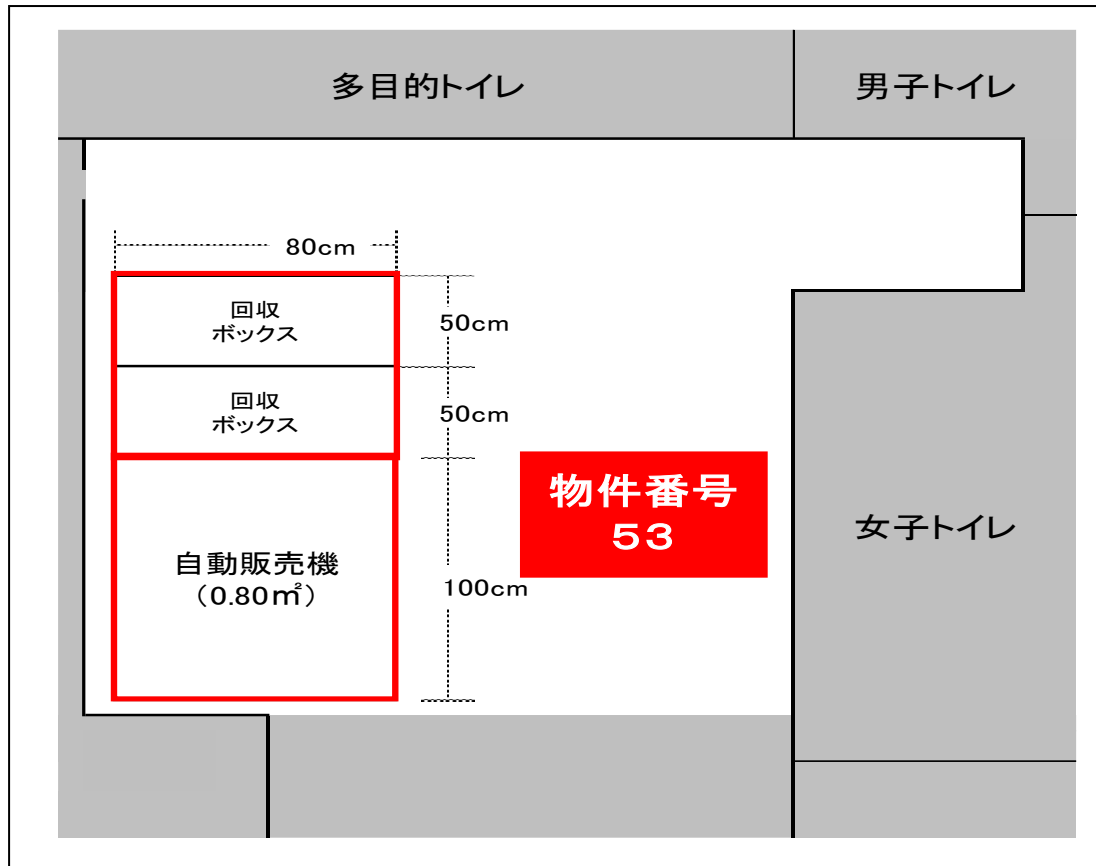 多目的トイレ
男子トイレ
80cm
回収
ボックス
50cm
回収
ボックス
50cm
物件番号
５３
女子トイレ
自動販売機
（0.80㎡）
100cm